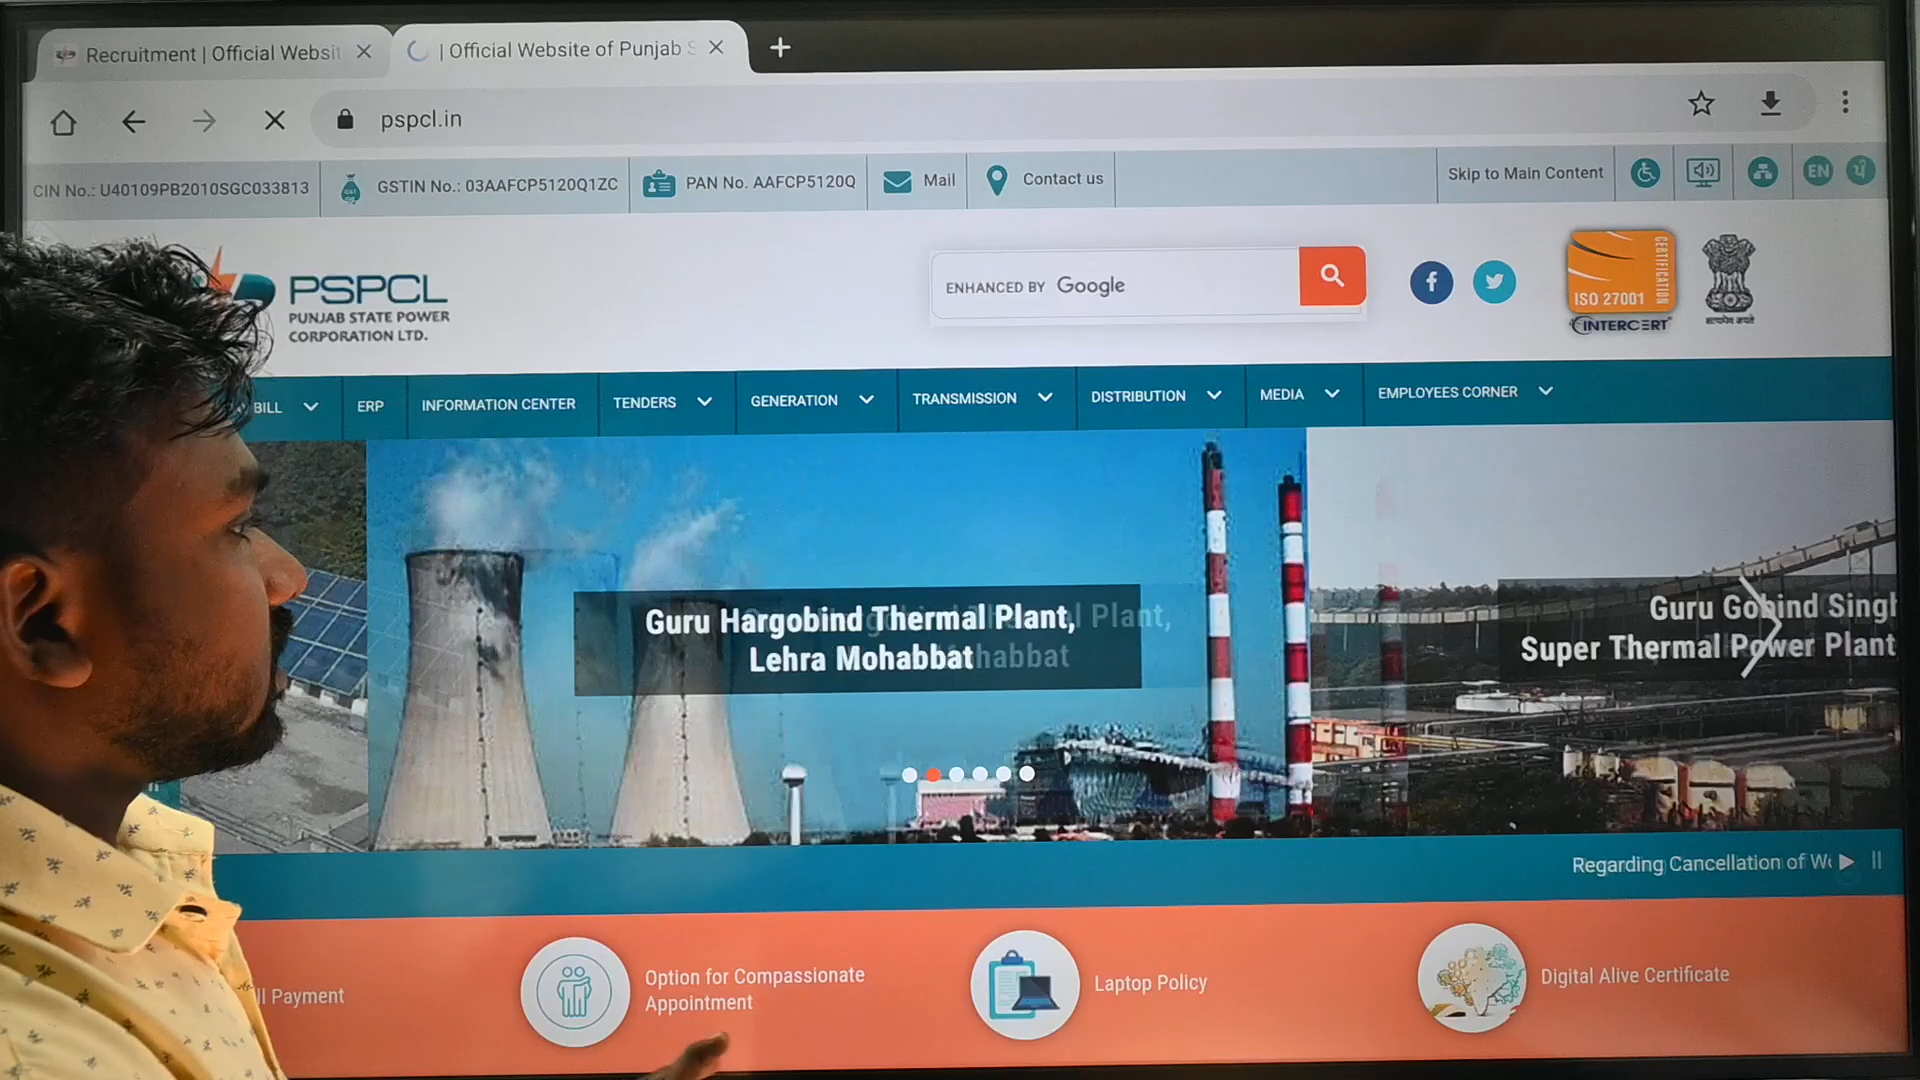 Recruitment | Official Websit
| Official Website of Punjab S
pspcl.in
CIN No.: U40109PB2010SGC033813
GSTIN No.: 03AAFCP5120Q1ZC
PAN No. AAFCP5120Q
Mail
Contact us
Skip to Main Content
EN
ਪੰ
PSPCL
PUNJAB STATE POWER
CORPORATION LTD.
ENHANCED BY Google
CERTIFICATION
ISO 27001
INTERCERT
सत्यमेव जयते
BILL
ERP
INFORMATION CENTER
TENDERS
GENERATION
TRANSMISSION
DISTRIBUTION
MEDIA
EMPLOYEES CORNER
Guru Hargobind Thermal Plant,
Lehra Mohabbat
Guru Gobind Singh
Super Thermal Power Plant
Regarding Cancellation of
ll Payment
Option for Compassionate
Appointment
Laptop Policy
Digital Alive Certificate